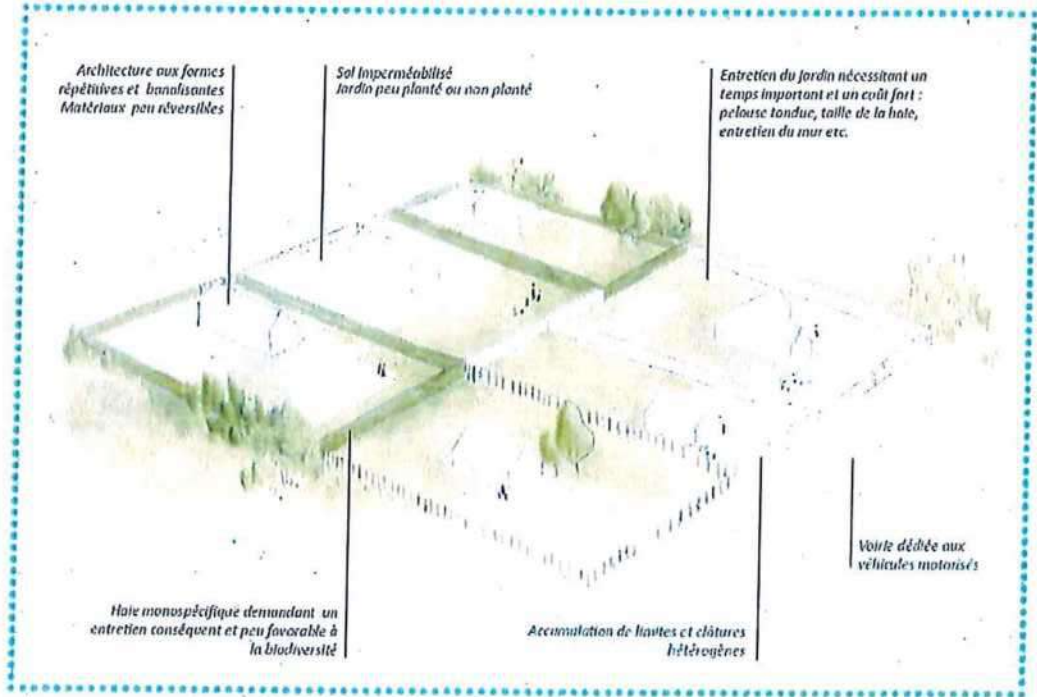 Architecture aux formes
répétitives et banalisantes
Matériaux peu réversibles
Sol imperméabilisé
Jardin peu planté ou non planté
Entretien du jardin nécessitant un
temps important et un coût fort :
pelouse tondue, taille de la haie,
entretien du mur etc.
Haie monospécifique demandant un
entretien conséquent et peu favorable à
la biodiversité
Accumulation de limites et clôtures
hétérogènes
Voirie dédiée aux
véhicules motorisés